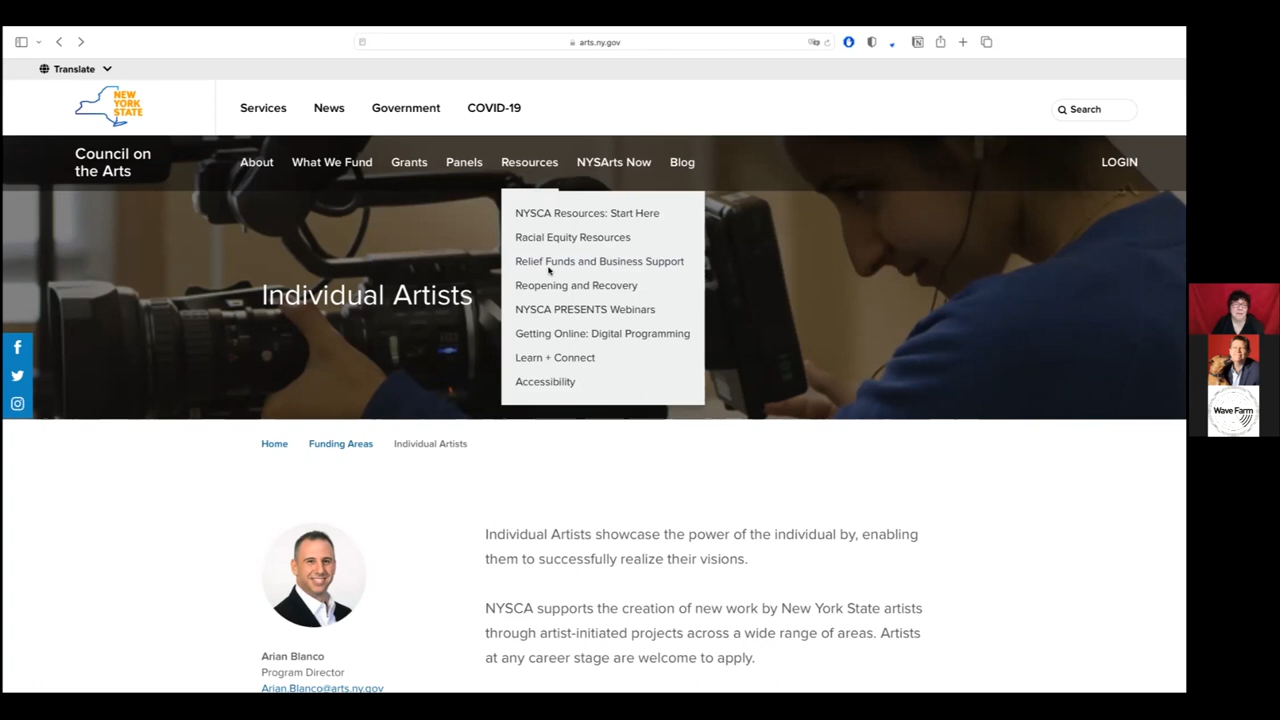 arts.ny.gov
Translate
NEW
YORK
STATE
Services News Government COVID-19
Search
Council on
the Arts
About What We Fund Grants Panels Resources NYSArts Now Blog
LOGIN
NYSCA Resources: Start Here
Racial Equity Resources
Relief Funds and Business Support
Reopening and Recovery
NYSCA PRESENTS Webinars
Getting Online: Digital Programming
Learn + Connect
Accessibility
Individual Artists
Wave Farm
Home Funding Areas Individual Artists
Individual Artists showcase the power of the individual by, enabling
them to successfully realize their visions.
NYSCA supports the creation of new work by New York State artists
through artist-initiated projects across a wide range of areas. Artists
at any career stage are welcome to apply.
Arian Blanco
Program Director
Arian.Blanco@arts.ny.gov